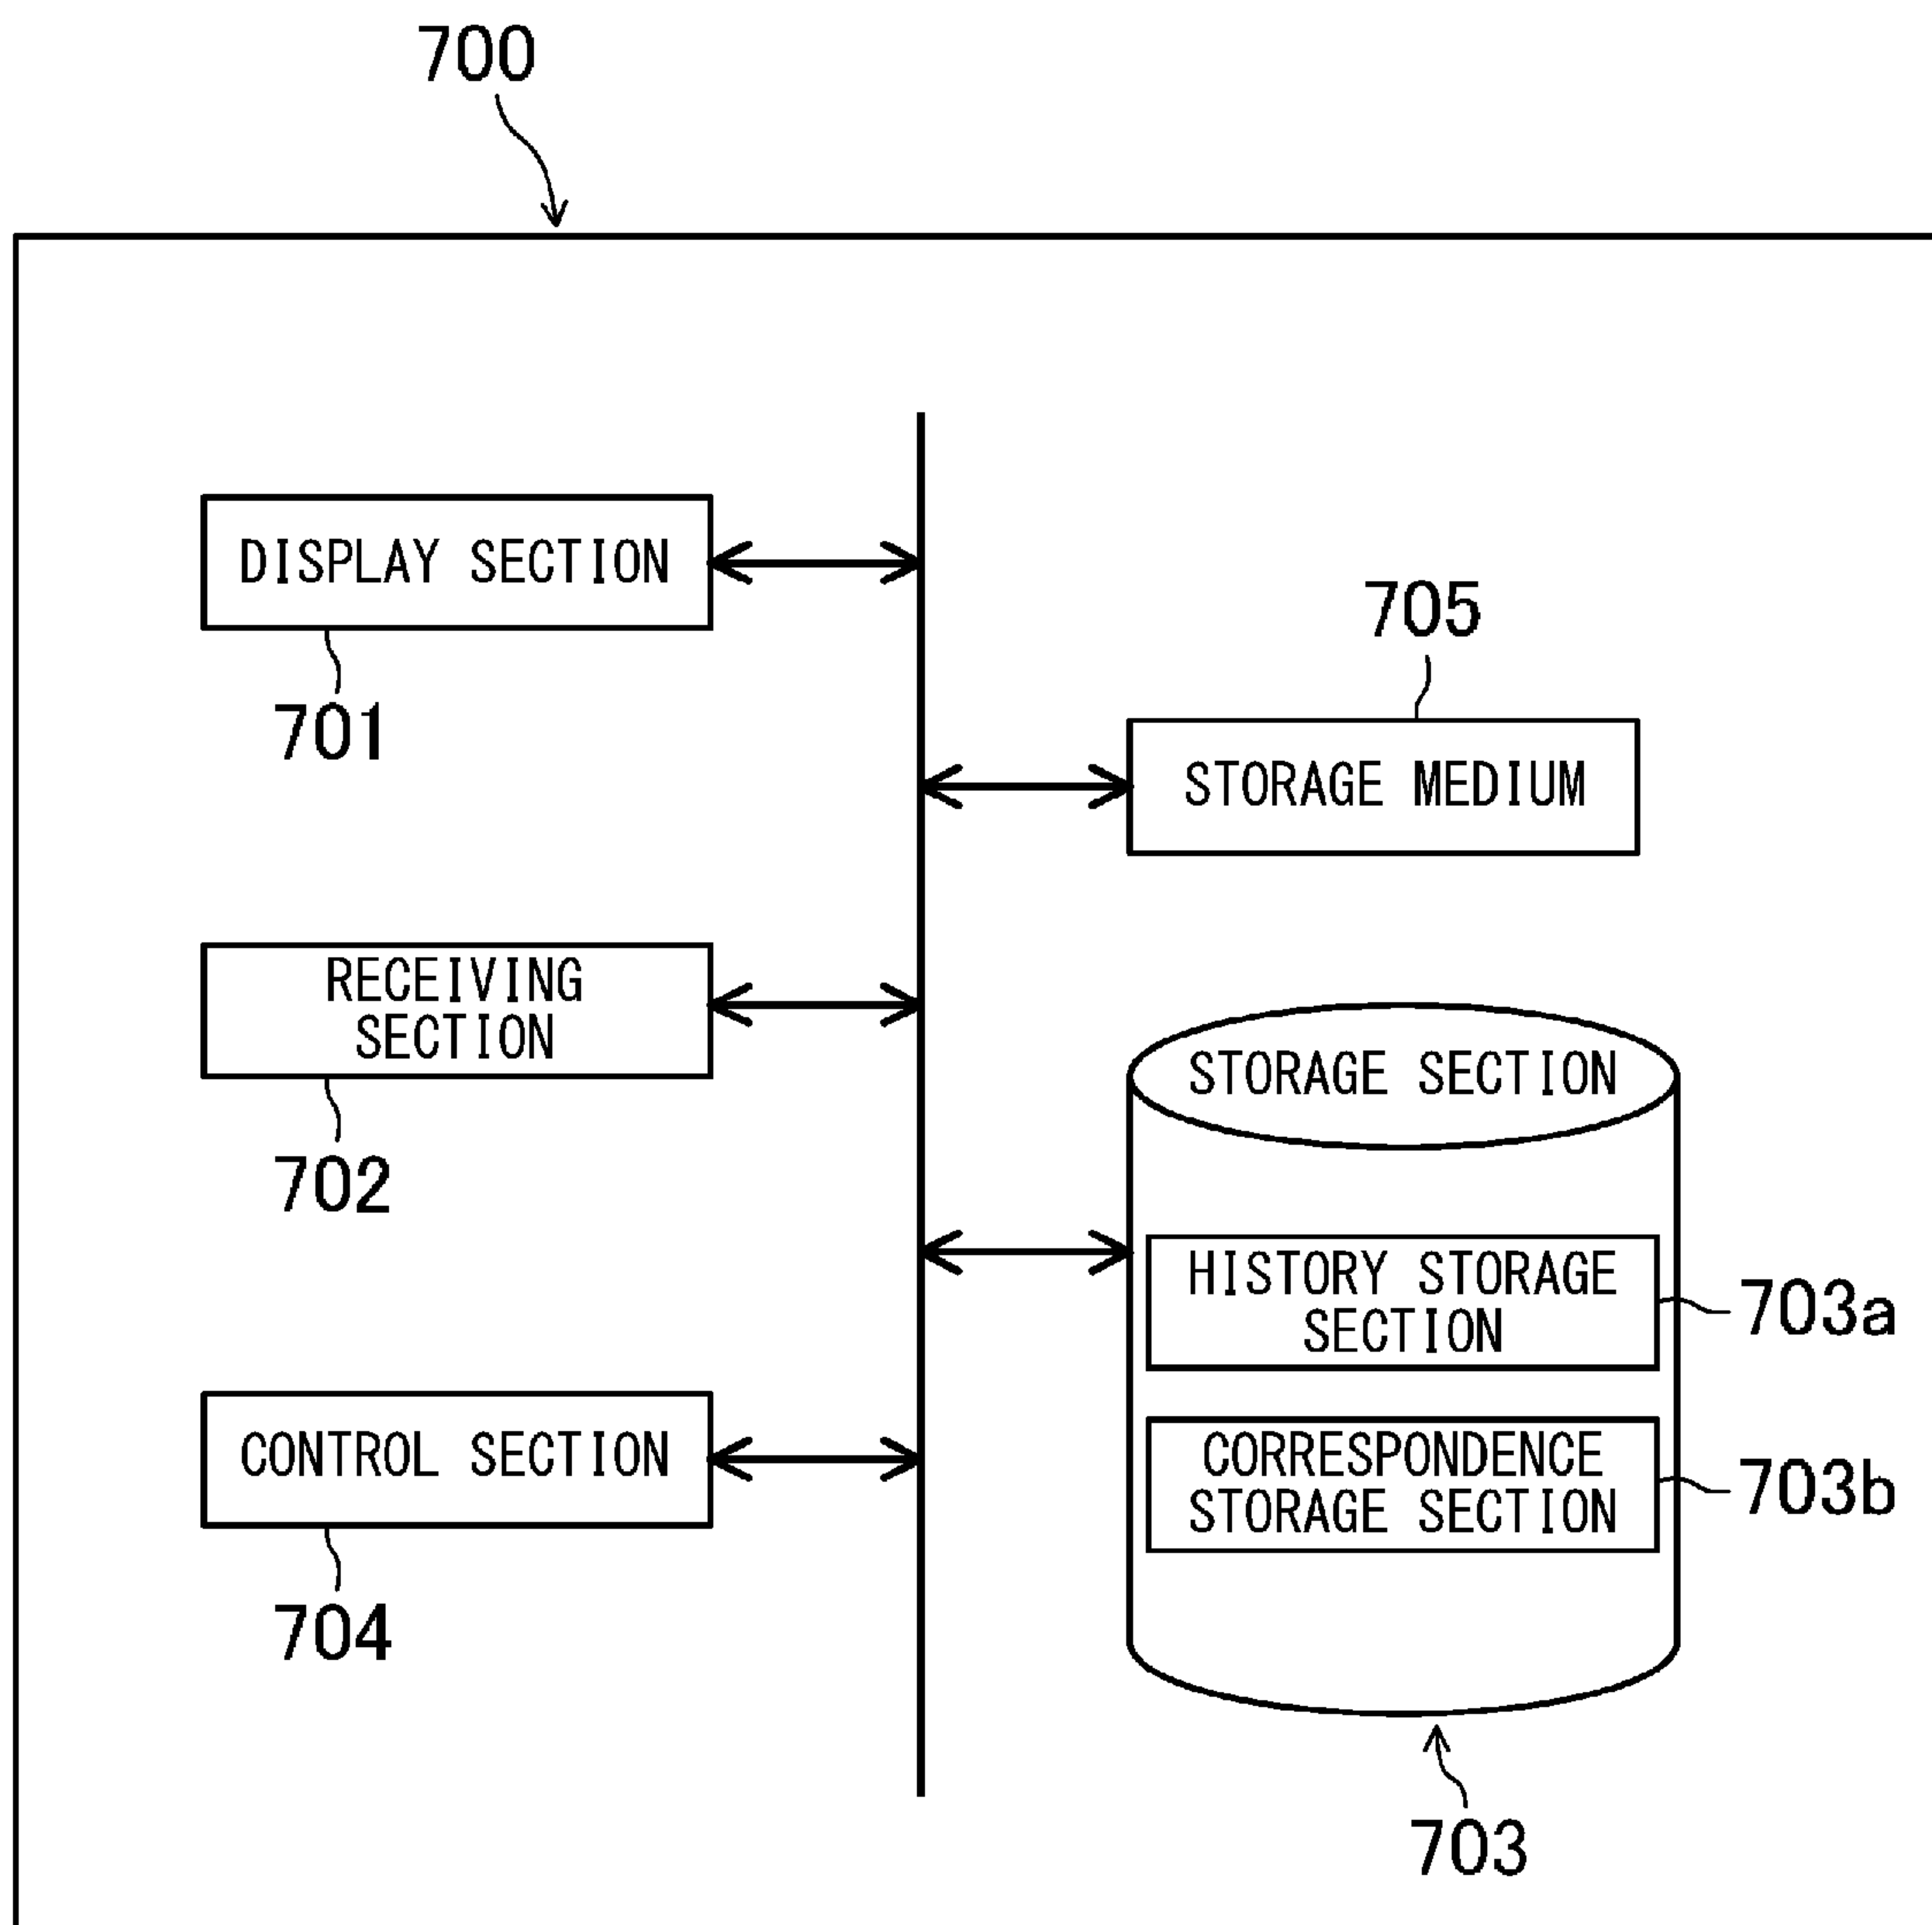 700
DISPLAY SECTION
701
705
STORAGE MEDIUM
RECEIVING
SECTION
702
STORAGE SECTION
HISTORY STORAGE
SECTION
703a
CONTROL SECTION
704
CORRESPONDENCE
STORAGE SECTION
703b
703